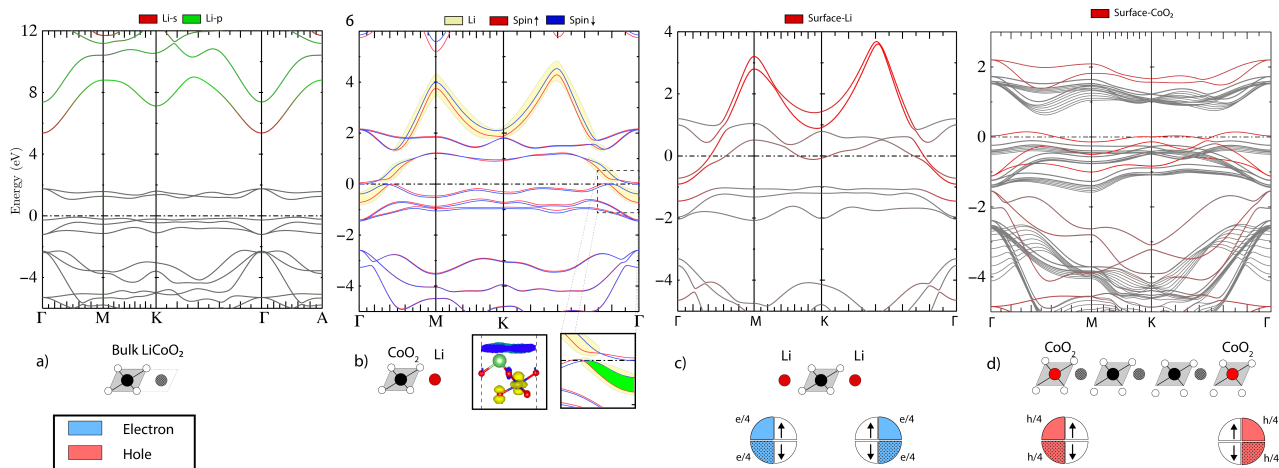 Li-s Li-p
Li Spin↑ Spin↓
Surface-Li
Surface-CoO₂
Energy (eV)
12
8
4
0
−4
Γ M K Γ A
6
4
2
0
−2
−4
Γ M K Γ
4
2
0
−2
−4
Γ M K Γ
2
0
−2
−4
Γ M K Γ
a) Bulk LiCoO₂
b) CoO₂ Li
c) Li Li
d) CoO₂ CoO₂
Electron
Hole
e/4 e/4
e/4 e/4
h/4 h/4
h/4 h/4